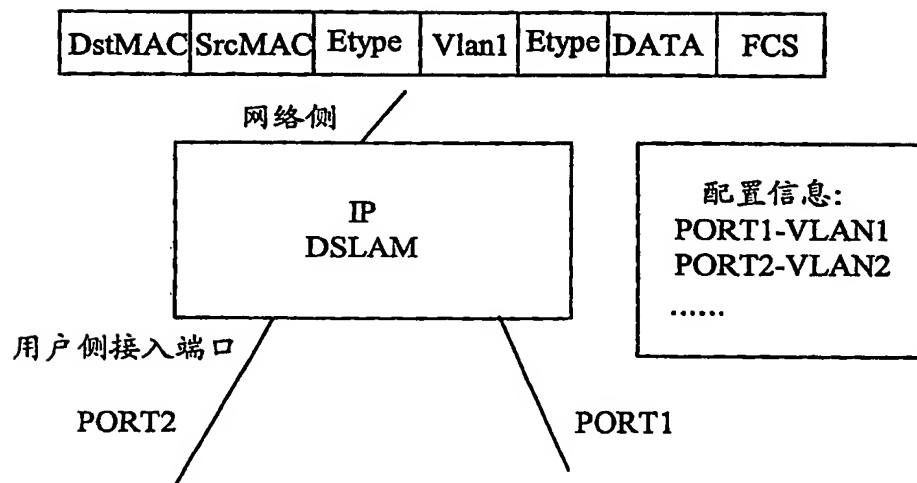 DstMAC SrcMAC Etype Vlan1 Etype DATA FCS
网络侧
IP
DSLAM
配置信息:
PORT1-VLAN1
PORT2-VLAN2
......
用户侧接入端口
PORT2
PORT1